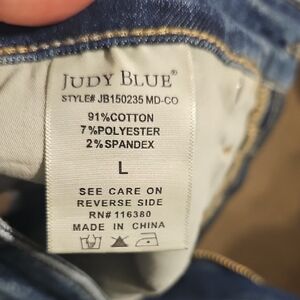 JUDY BLUE®
STYLE# JB150235 MD-CO
91%COTTON
7%POLYESTER
2%SPANDEX
L
SEE CARE ON
REVERSE SIDE
RN# 116380
MADE IN CHINA